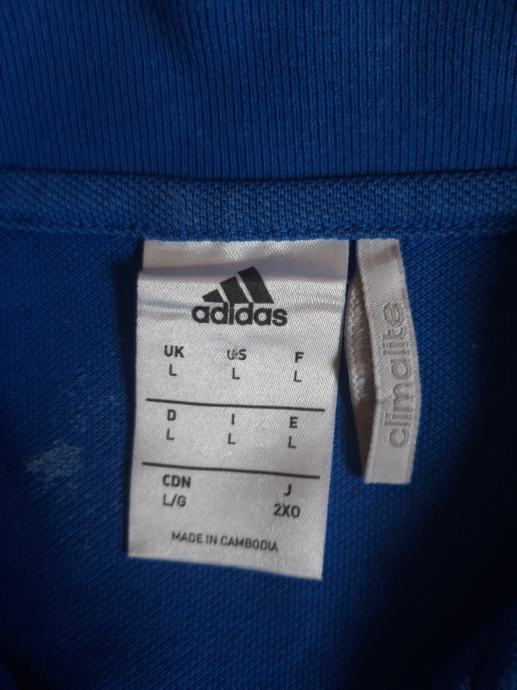 adidas
UK US F
L L L
D I E
L L L
CDN J
L/G 2XO
MADE IN CAMBODIA
climalite